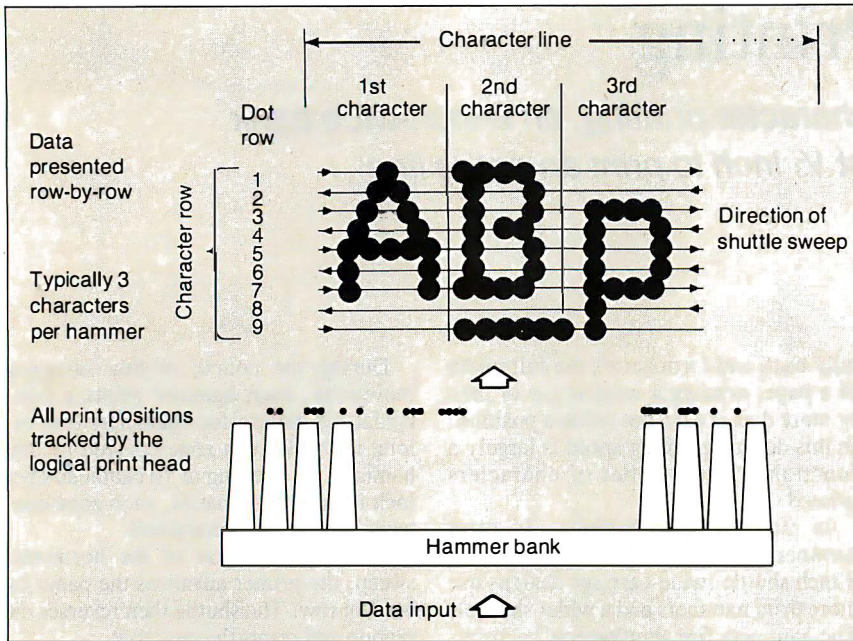 Character line
1st
character
2nd
character
3rd
character
Dot
row
Data
presented
row-by-row
Character row
1
2
3
4
5
6
7
8
9
Direction of
shuttle sweep
Typically 3
characters
per hammer
ABp
All print positions
tracked by the
logical print head
Hammer bank
Data input